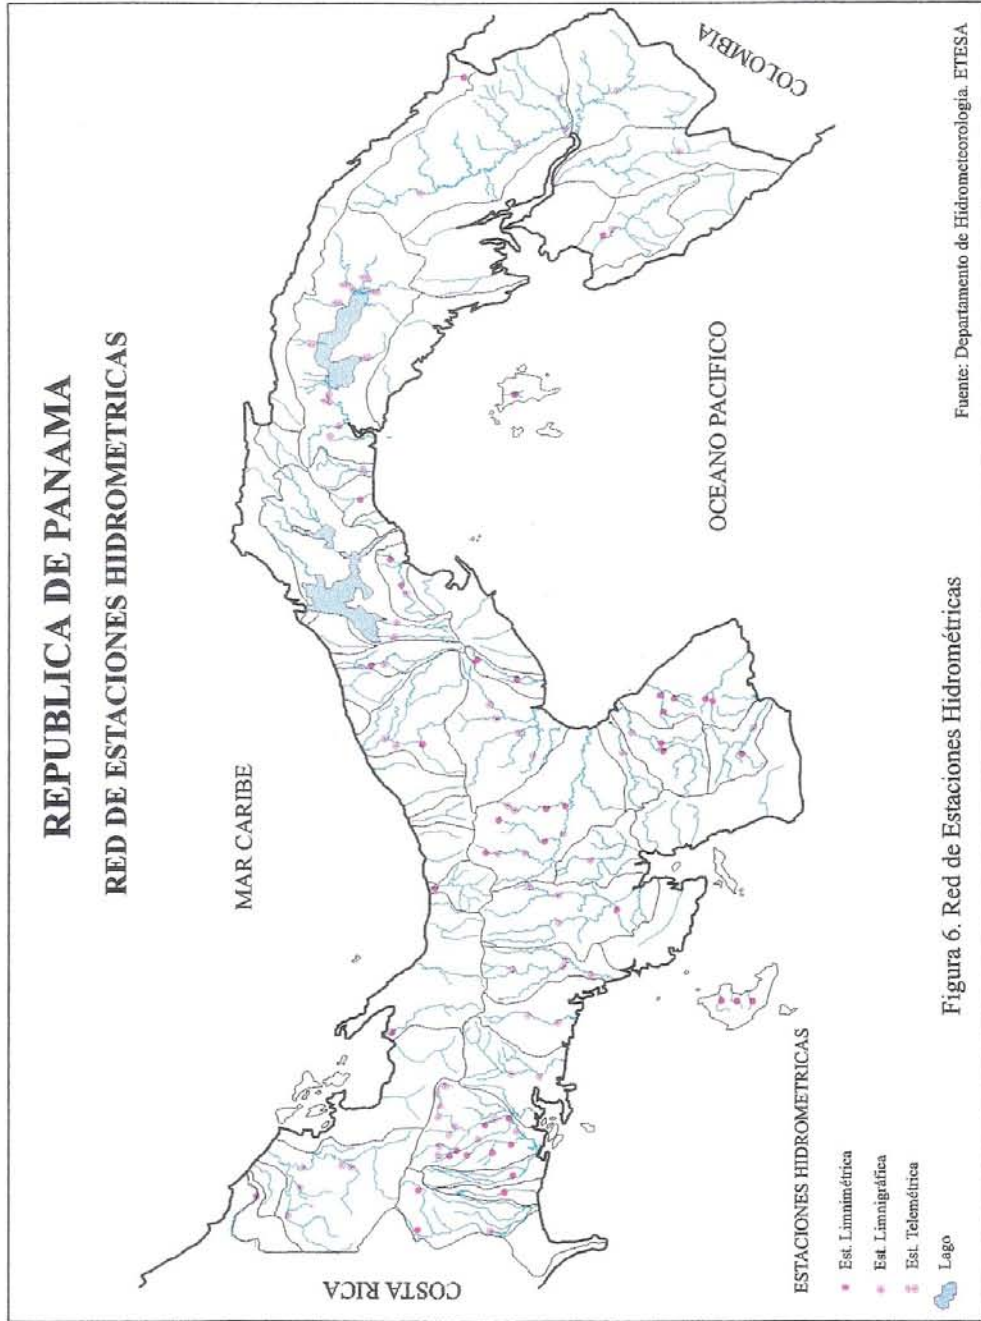 REPUBLICA DE PANAMA
RED DE ESTACIONES HIDROMETRICAS
MAR CARIBE
COLOMBIA
COSTA RICA
OCEANO PACIFICO
ESTACIONES HIDROMETRICAS
Est. Limnimétrica
Est. Limnigráfica
Est. Telemétrica
Lago
Fuente: Departamento de Hidrometeorologia. ETESA
Figura 6. Red de Estaciones Hidrométricas